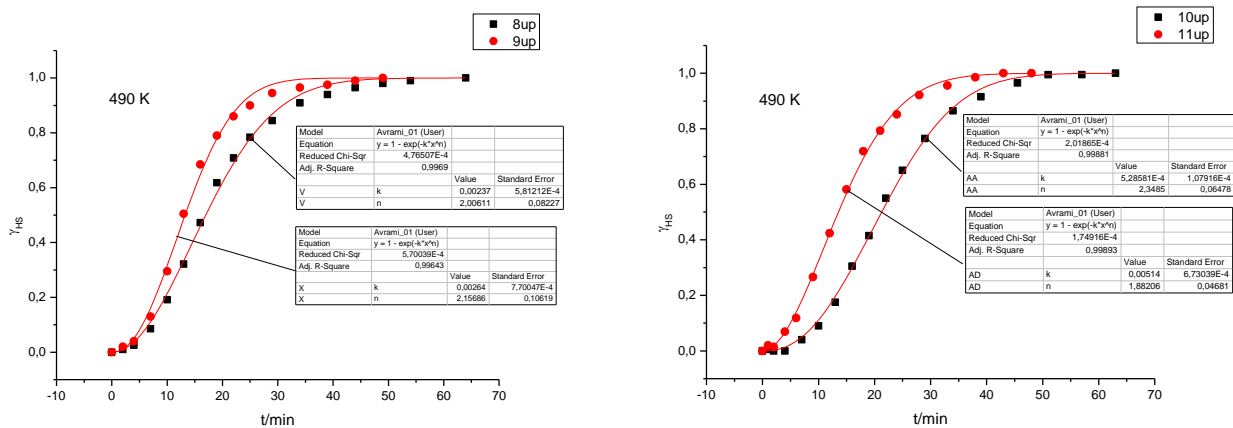 8up
9up
1,0
0,8
0,6
0,4
0,2
0,0
γHS
490 K
Model Avrami_01 (User)
Equation y = 1 - exp(-k*x^n)
Reduced Chi-Sqr 4,76507E-4
Adj. R-Square 0,9969
Value Standard Error
V k 0,00237 5,81212E-4
V n 2,00611 0,08227
Model Avrami_01 (User)
Equation y = 1 - exp(-k*x^n)
Reduced Chi-Sqr 5,70039E-4
Adj. R-Square 0,99643
Value Standard Error
X k 0,00264 7,70047E-4
X n 2,15686 0,10619
-10 0 10 20 30 40 50 60 70
t/min
10up
11up
1,0
0,8
0,6
0,4
0,2
0,0
γHS
490 K
Model Avrami_01 (User)
Equation y = 1 - exp(-k*x^n)
Reduced Chi-Sqr 2,01865E-4
Adj. R-Square 0,99881
Value Standard Error
AA k 5,28581E-4 1,07916E-4
AA n 2,3485 0,06478
Model Avrami_01 (User)
Equation y = 1 - exp(-k*x^n)
Reduced Chi-Sqr 1,74916E-4
Adj. R-Square 0,99893
Value Standard Error
AD k 0,00514 6,73039E-4
AD n 1,88206 0,04681
-10 0 10 20 30 40 50 60 70
t/min